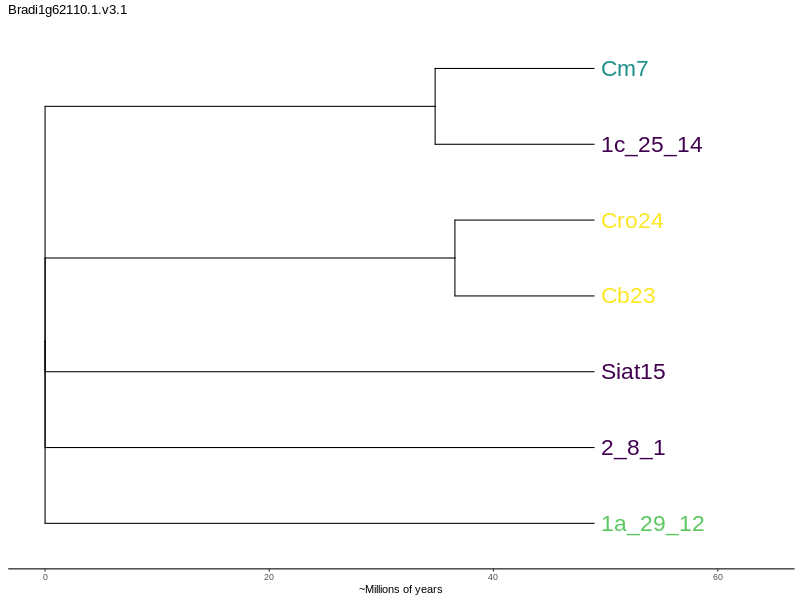 Bradi1g62110.1.v3.1
Cm7
1c_25_14
Cro24
Cb23
Siat15
2_8_1
1a_29_12
0 20 40 60
~Millions of years